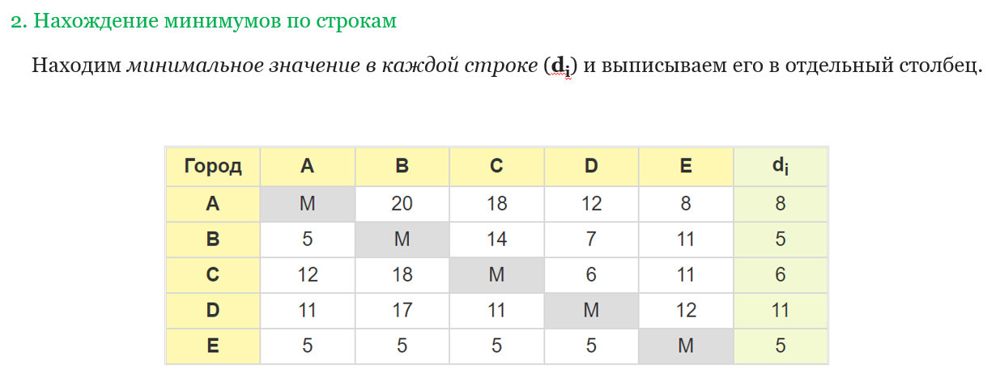 2. Нахождение минимумов по строкам
Находим минимальное значение в каждой строке (di) и выписываем его в отдельный столбец.
Город A B C D E di
A M 20 18 12 8 8
B 5 M 14 7 11 5
C 12 18 M 6 11 6
D 11 17 11 M 12 11
E 5 5 5 5 M 5